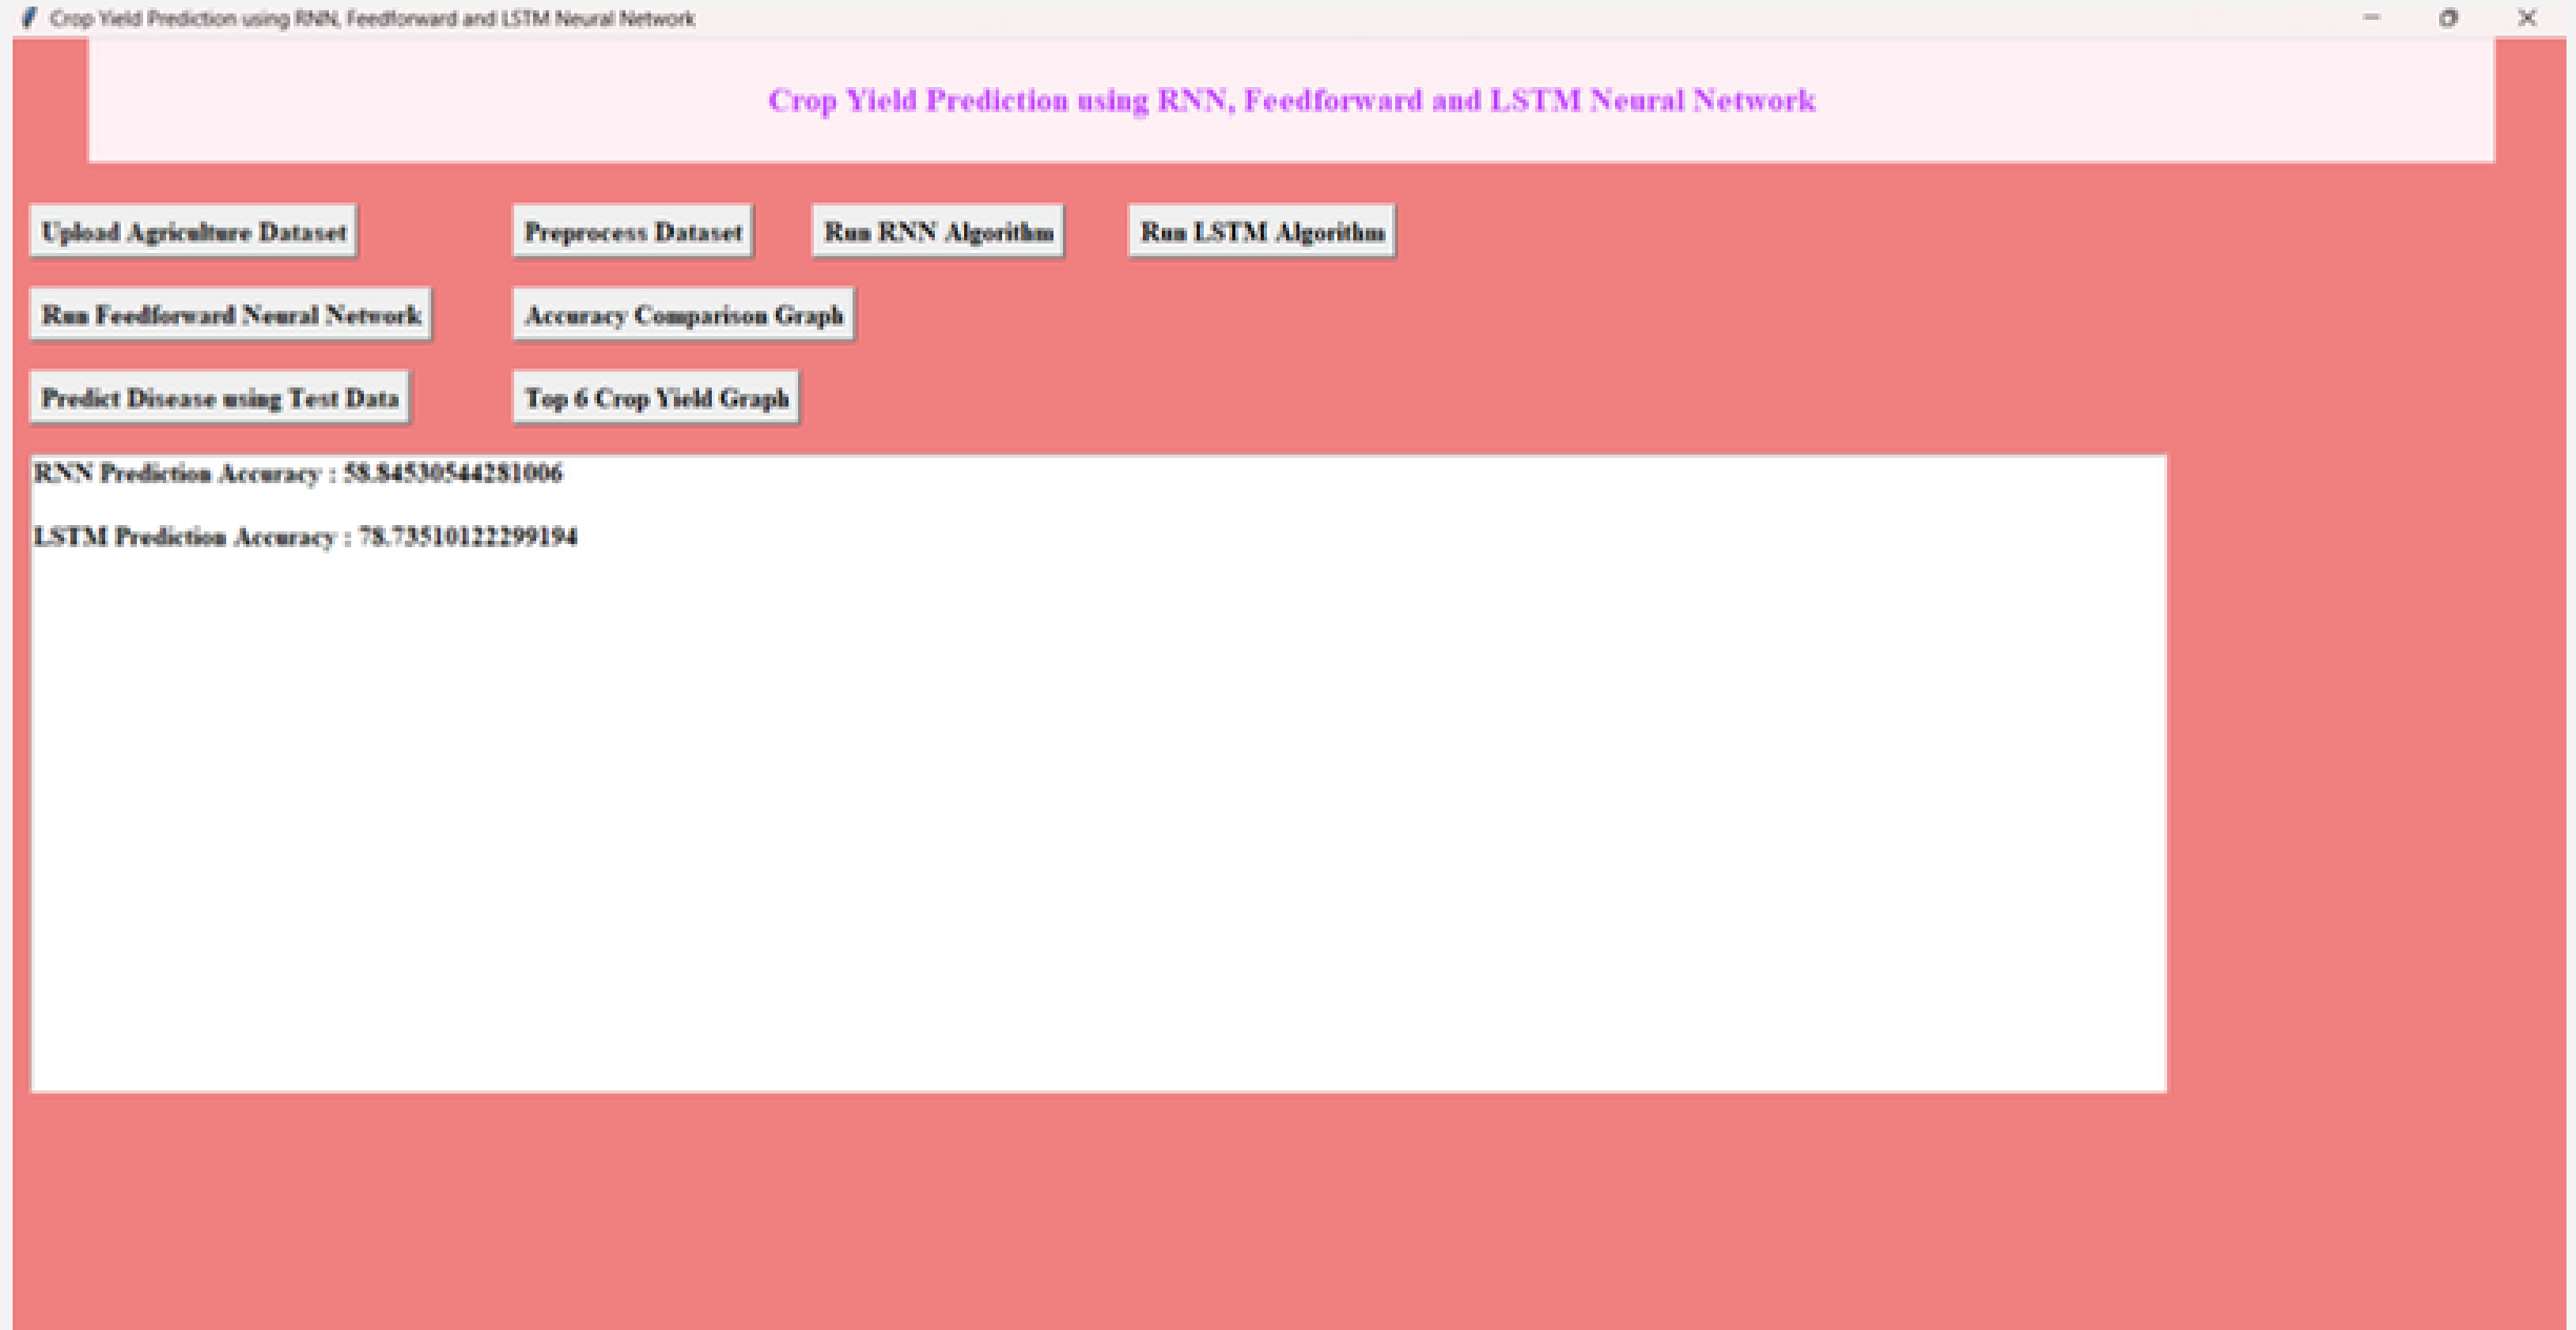 Crop Yield Prediction using RNN, Feedforward and LSTM Neural Network
Crop Yield Prediction using RNN, Feedforward and LSTM Neural Network
Upload Agriculture Dataset
Preprocess Dataset
Run RNN Algorithm
Run LSTM Algorithm
Run Feedforward Neural Network
Accuracy Comparison Graph
Predict Disease using Test Data
Top 6 Crop Yield Graph
RNN Prediction Accuracy : 58.84530544281006
LSTM Prediction Accuracy : 78.73510122299194